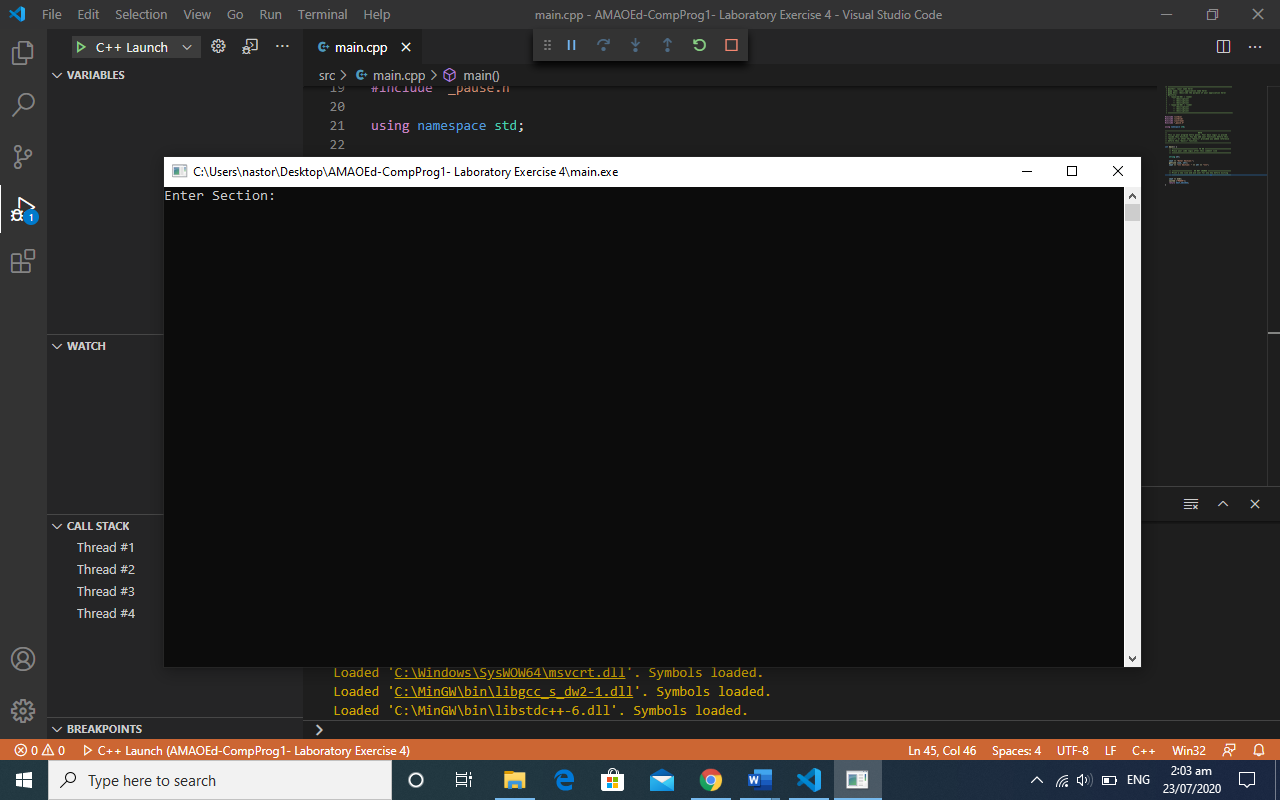 File Edit Selection View Go Run Terminal Help main.cpp - AMAOEd-CompProg1- Laboratory Exercise 4 - Visual Studio Code
C++ Launch
main.cpp
VARIABLES
src > main.cpp > main()
19 #include "_pause.h"
20
21 using namespace std;
22
C:\Users\nastor\Desktop\AMAOEd-CompProg1- Laboratory Exercise 4\main.exe
Enter Section:
1
WATCH
CALL STACK
Thread #1
Thread #2
Thread #3
Thread #4
Loaded 'C:\Windows\SysWOW64\msvcrt.dll'. Symbols loaded.
Loaded 'C:\MinGW\bin\libgcc_s_dw2-1.dll'. Symbols loaded.
Loaded 'C:\MinGW\bin\libstdc++-6.dll'. Symbols loaded.
BREAKPOINTS
0 0 C++ Launch (AMAOEd-CompProg1- Laboratory Exercise 4) Ln 45, Col 46 Spaces: 4 UTF-8 LF C++ Win32
Type here to search
ENG
2:03 am
23/07/2020